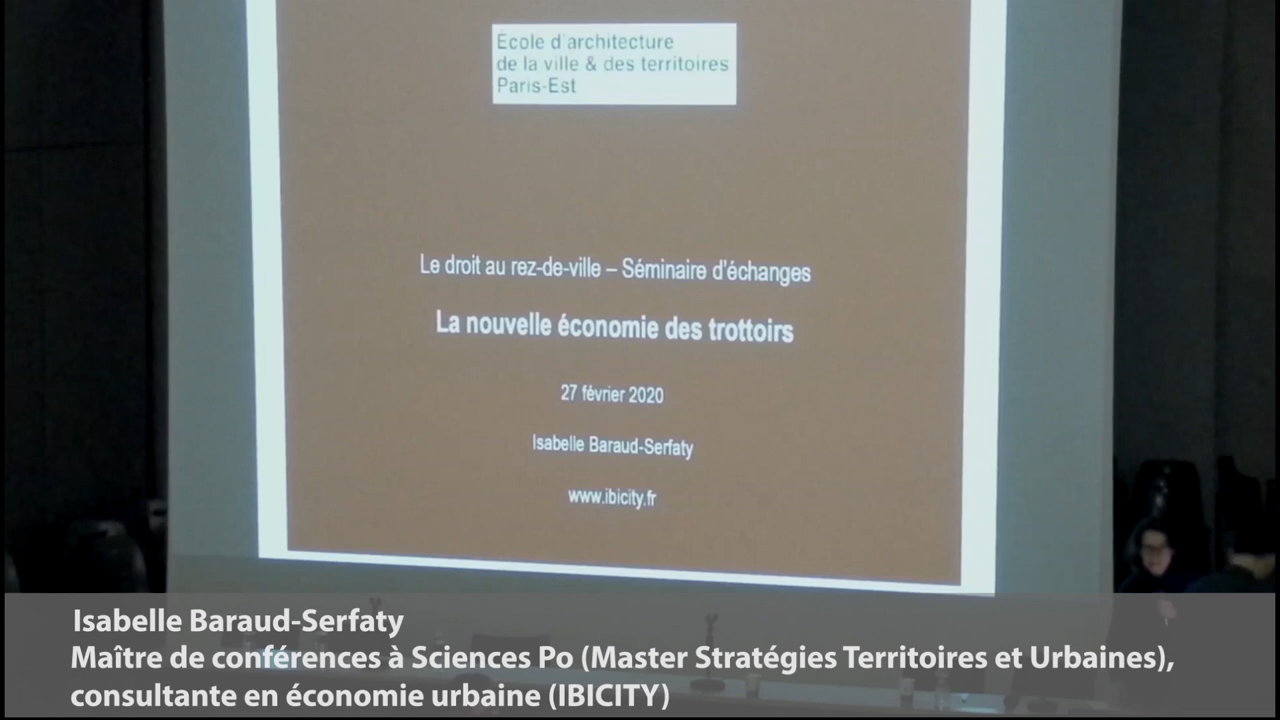 Ecole d'architecture
de la ville & des territoires
Paris-Est
Le droit au rez-de-ville – Séminaire d'échanges
La nouvelle économie des trottoirs
27 février 2020
Isabelle Baraud-Serfaty
www.ibicity.fr
Isabelle Baraud-Serfaty
Maître de conférences à Sciences Po (Master Stratégies Territoires et Urbaines),
consultante en économie urbaine (IBICITY)